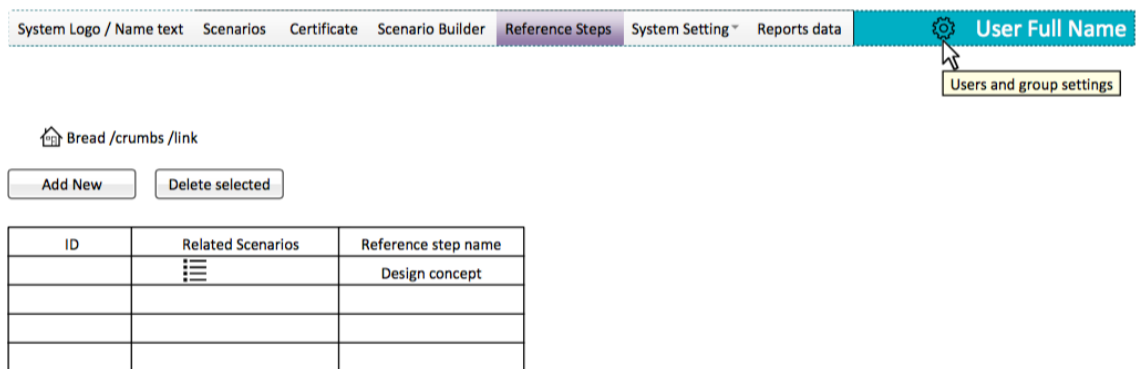 System Logo / Name text Scenarios Certificate Scenario Builder Reference Steps System Setting Reports data User Full Name
Users and group settings
Bread /crumbs /link
Add New Delete selected
ID Related Scenarios Reference step name
Design concept